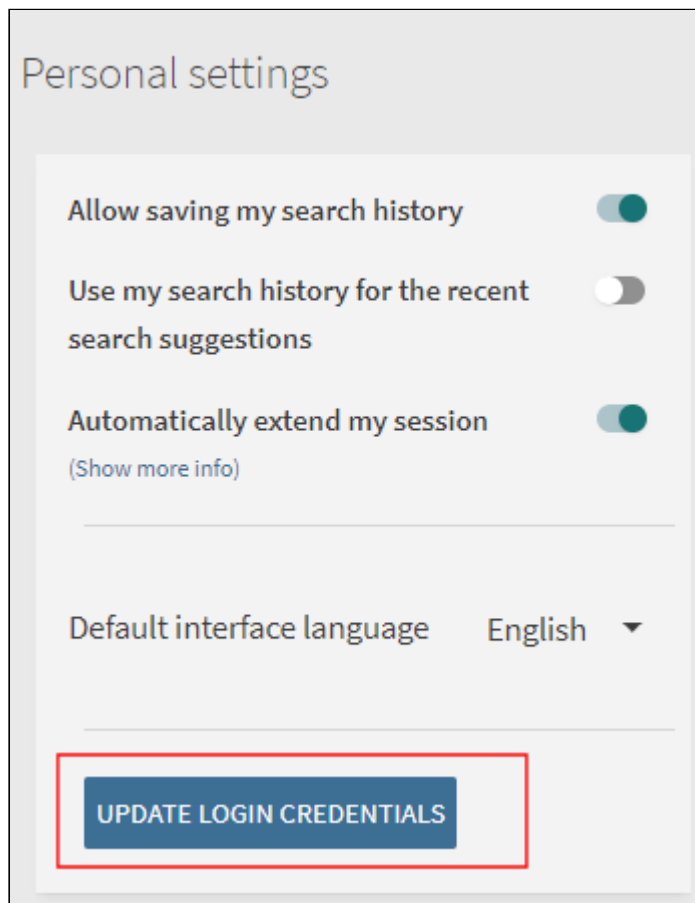 Personal settings
Allow saving my search history
Use my search history for the recent
search suggestions
Automatically extend my session
(Show more info)
Default interface language English
UPDATE LOGIN CREDENTIALS